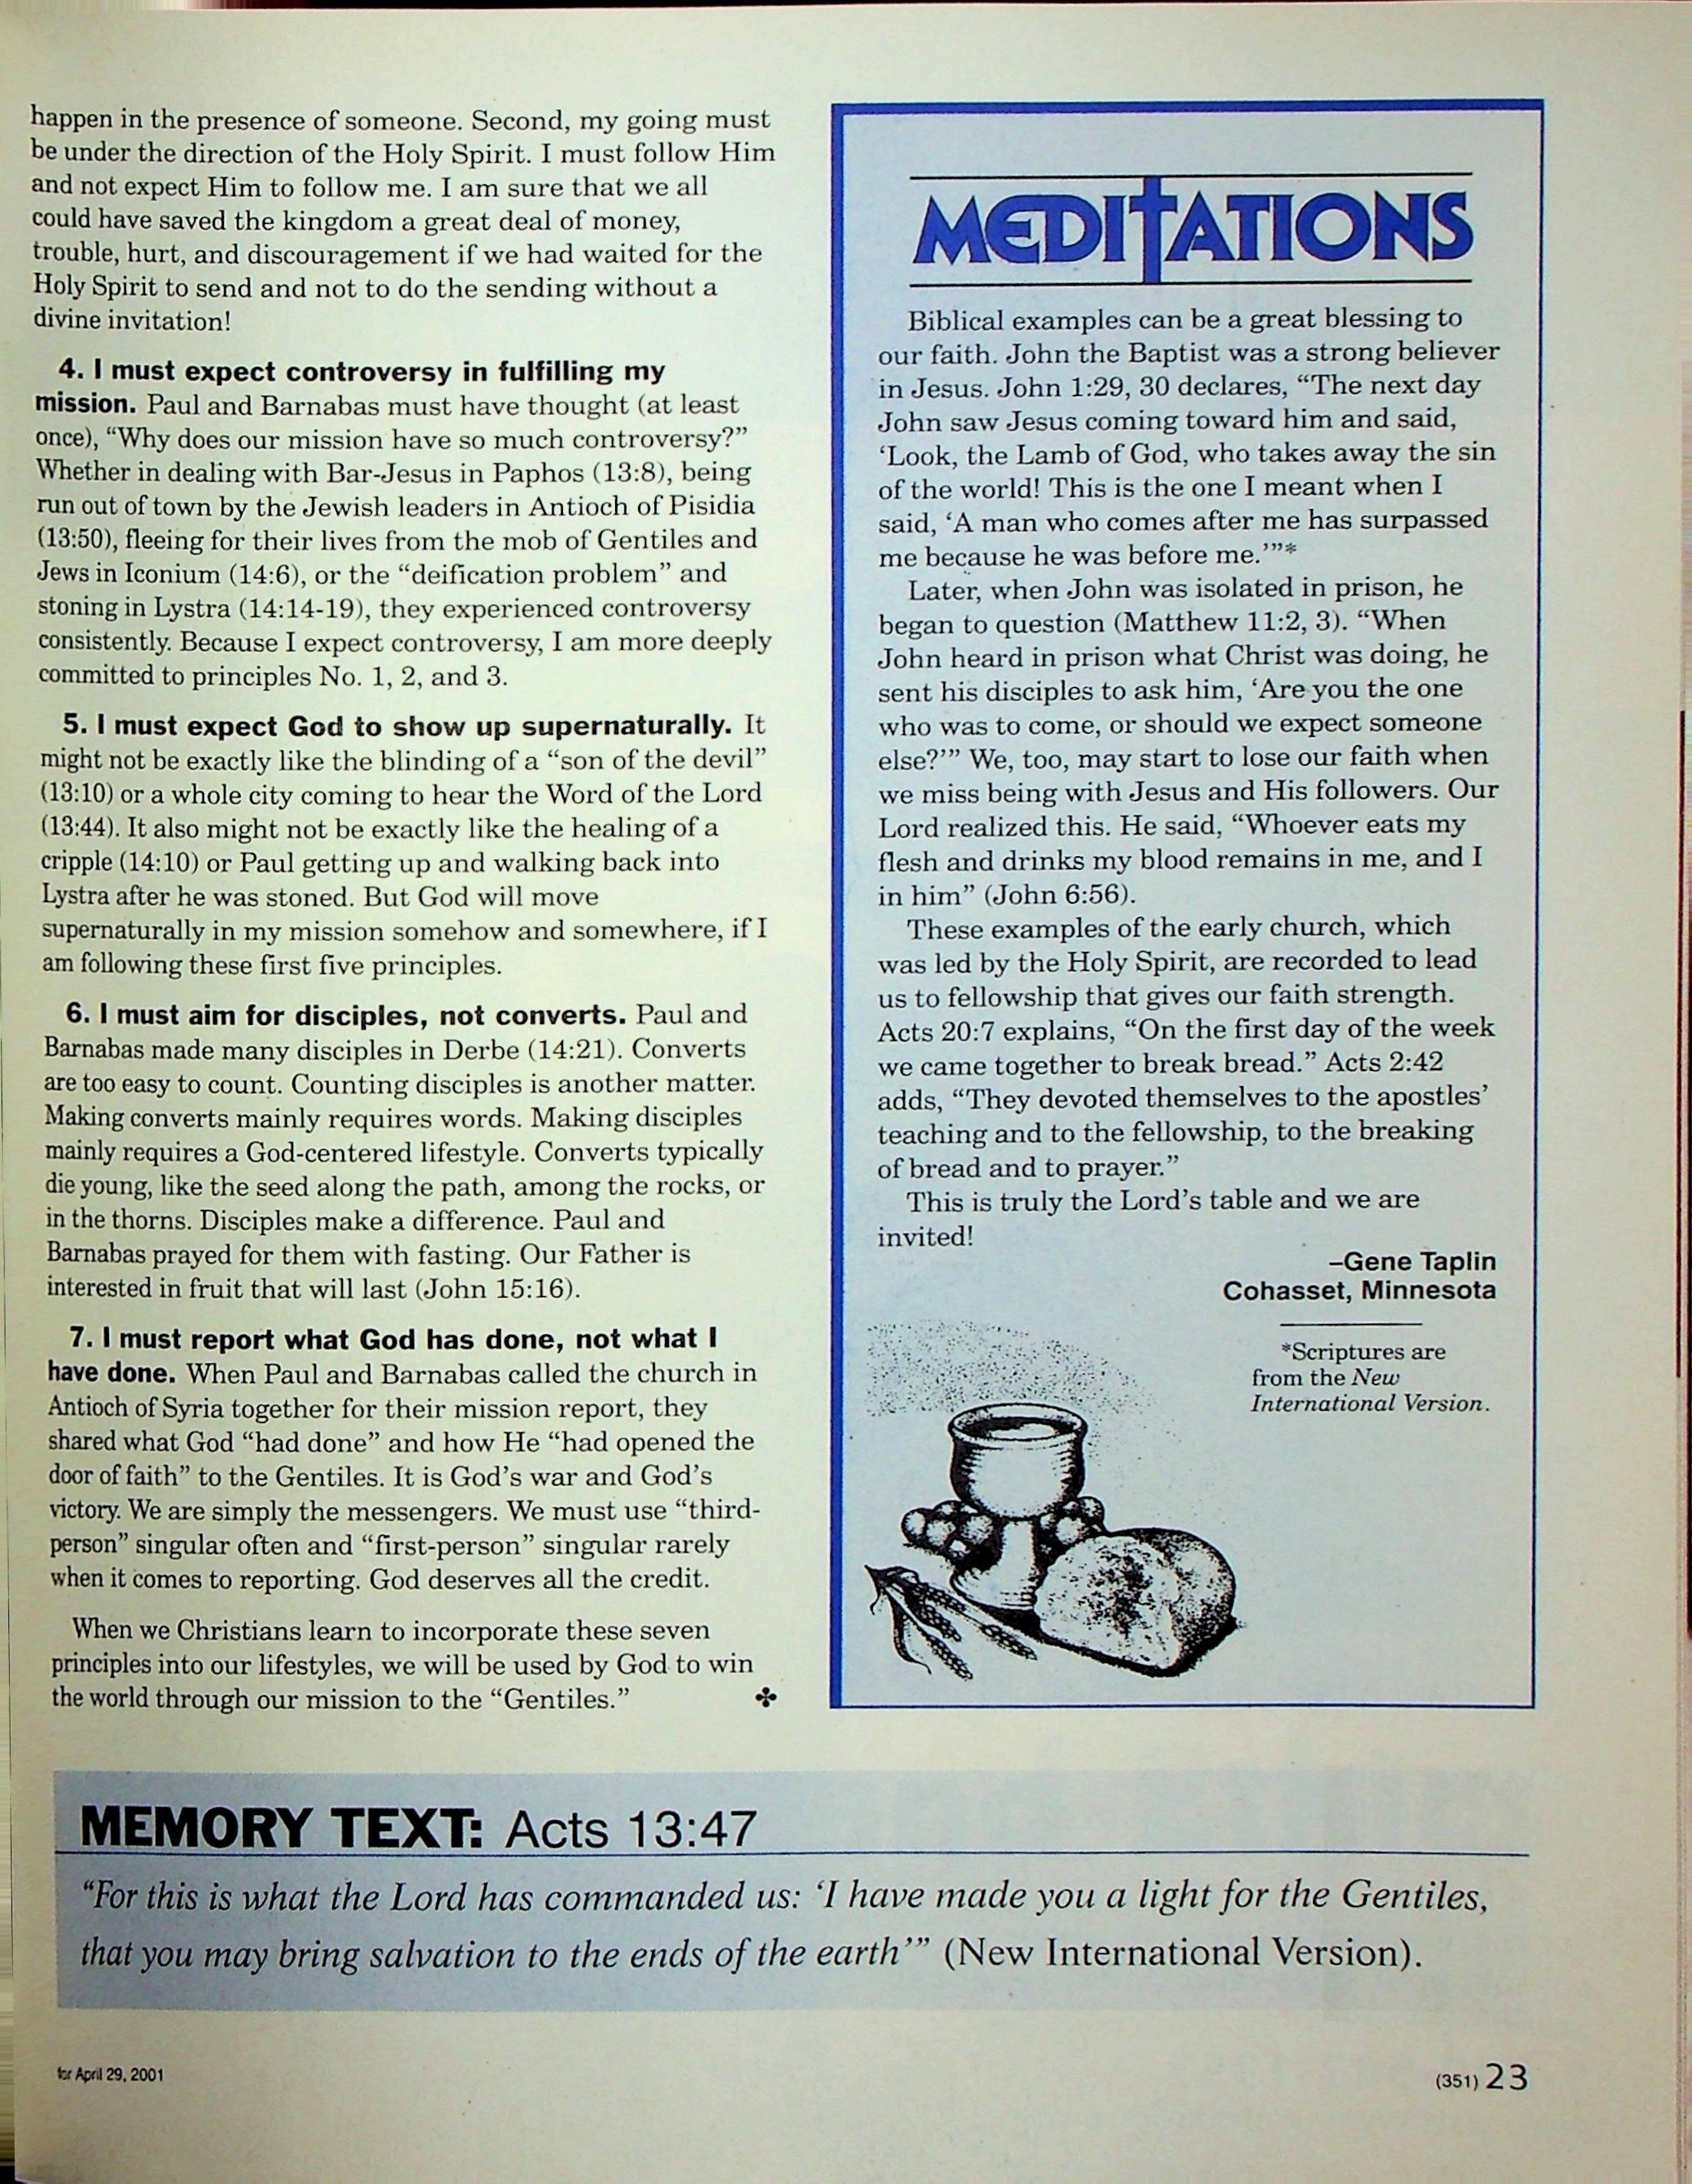 happen in the presence of someone. Second, my going must
be under the direction of the Holy Spirit. I must follow Him
and not expect Him to follow me. I am sure that we all
could have saved the kingdom a great deal of money,
trouble, hurt, and discouragement if we had waited for the
Holy Spirit to send and not to do the sending without a
divine invitation!
4. I must expect controversy in fulfilling my
mission. Paul and Barnabas must have thought (at least
once), “Why does our mission have so much controversy?”
Whether in dealing with Bar-Jesus in Paphos (13:8), being
run out of town by the Jewish leaders in Antioch of Pisidia
(13:50), fleeing for their lives from the mob of Gentiles and
Jews in Iconium (14:6), or the “deification problem” and
stoning in Lystra (14:14-19), they experienced controversy
consistently. Because I expect controversy, I am more deeply
committed to principles No. 1, 2, and 3.
5. I must expect God to show up supernaturally. It
might not be exactly like the blinding of a “son of the devil”
(13:10) or a whole city coming to hear the Word of the Lord
(13:44). It also might not be exactly like the healing of a
cripple (14:10) or Paul getting up and walking back into
Lystra after he was stoned. But God will move
supernaturally in my mission somehow and somewhere, if I
am following these first five principles.
6. I must aim for disciples, not converts. Paul and
Barnabas made many disciples in Derbe (14:21). Converts
are too easy to count. Counting disciples is another matter.
Making converts mainly requires words. Making disciples
mainly requires a God-centered lifestyle. Converts typically
die young, like the seed along the path, among the rocks, or
in the thorns. Disciples make a difference. Paul and
Barnabas prayed for them with fasting. Our Father is
interested in fruit that will last (John 15:16).
7. I must report what God has done, not what I
have done. When Paul and Barnabas called the church in
Antioch of Syria together for their mission report, they
shared what God “had done” and how He “had opened the
door of faith” to the Gentiles. It is God’s war and God’s
victory. We are simply the messengers. We must use “third-
person” singular often and “first-person” singular rarely
when it comes to reporting. God deserves all the credit.
When we Christians learn to incorporate these seven
principles into our lifestyles, we will be used by God to win
the world through our mission to the “Gentiles.”
MEDITATIONS
Biblical examples can be a great blessing to
our faith. John the Baptist was a strong believer
in Jesus. John 1:29, 30 declares, “The next day
John saw Jesus coming toward him and said,
‘Look, the Lamb of God, who takes away the sin
of the world! This is the one I meant when I
said, ‘A man who comes after me has surpassed
me because he was before me.’”*
Later, when John was isolated in prison, he
began to question (Matthew 11:2, 3). “When
John heard in prison what Christ was doing, he
sent his disciples to ask him, ‘Are you the one
who was to come, or should we expect someone
else?’” We, too, may start to lose our faith when
we miss being with Jesus and His followers. Our
Lord realized this. He said, “Whoever eats my
flesh and drinks my blood remains in me, and I
in him” (John 6:56).
These examples of the early church, which
was led by the Holy Spirit, are recorded to lead
us to fellowship that gives our faith strength.
Acts 20:7 explains, “On the first day of the week
we came together to break bread.” Acts 2:42
adds, “They devoted themselves to the apostles’
teaching and to the fellowship, to the breaking
of bread and to prayer.”
This is truly the Lord’s table and we are
invited!
–Gene Taplin
Cohasset, Minnesota
*Scriptures are
from the New
International Version.
MEMORY TEXT: Acts 13:47
“For this is what the Lord has commanded us: ‘I have made you a light for the Gentiles,
that you may bring salvation to the ends of the earth’” (New International Version).
for April 29, 2001
(351) 23